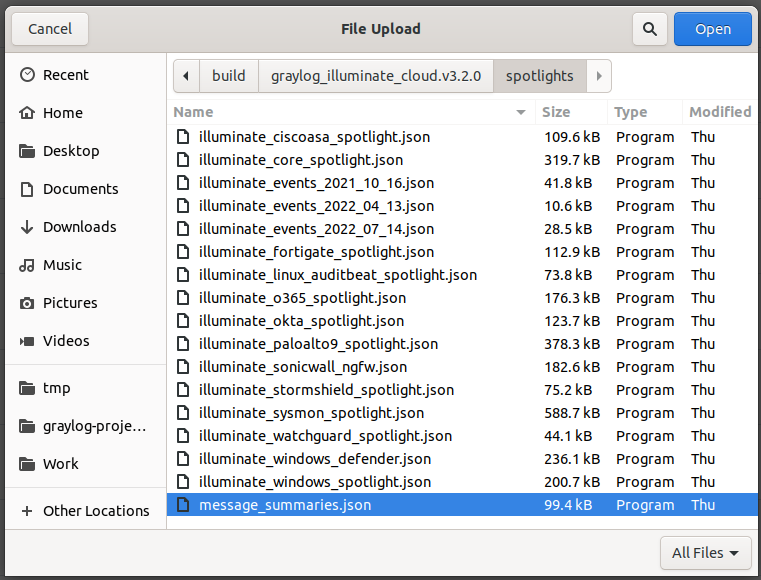 Cancel File Upload Open
Recent
Home
Desktop
Documents
Downloads
Music
Pictures
Videos
tmp
graylog-proje…
Work
Other Locations
build graylog_illuminate_cloud.v3.2.0 spotlights
Name Size Type Modified
illuminate_ciscoasa_spotlight.json 109.6 kB Program Thu
illuminate_core_spotlight.json 319.7 kB Program Thu
illuminate_events_2021_10_16.json 41.8 kB Program Thu
illuminate_events_2022_04_13.json 10.6 kB Program Thu
illuminate_events_2022_07_14.json 28.5 kB Program Thu
illuminate_fortigate_spotlight.json 112.9 kB Program Thu
illuminate_linux_auditbeat_spotlight.json 73.8 kB Program Thu
illuminate_o365_spotlight.json 176.3 kB Program Thu
illuminate_okta_spotlight.json 123.7 kB Program Thu
illuminate_paloalto9_spotlight.json 378.3 kB Program Thu
illuminate_sonicwall_ngfw.json 182.6 kB Program Thu
illuminate_stormshield_spotlight.json 75.2 kB Program Thu
illuminate_sysmon_spotlight.json 588.7 kB Program Thu
illuminate_watchguard_spotlight.json 44.1 kB Program Thu
illuminate_windows_defender.json 236.1 kB Program Thu
illuminate_windows_spotlight.json 200.7 kB Program Thu
message_summaries.json 99.4 kB Program Thu
All Files